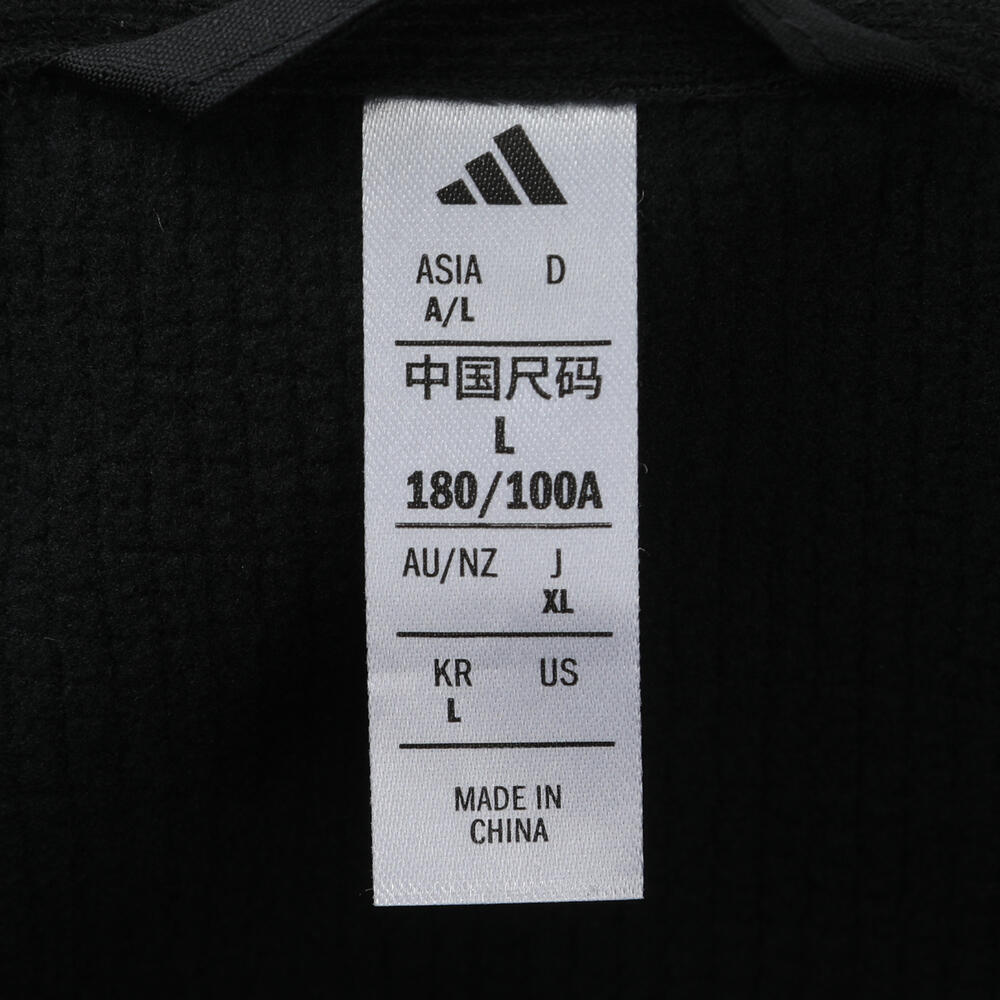 ASIA D
A/L
中国尺码
L
180/100A
AU/NZ J
XL
KR US
L
MADE IN
CHINA